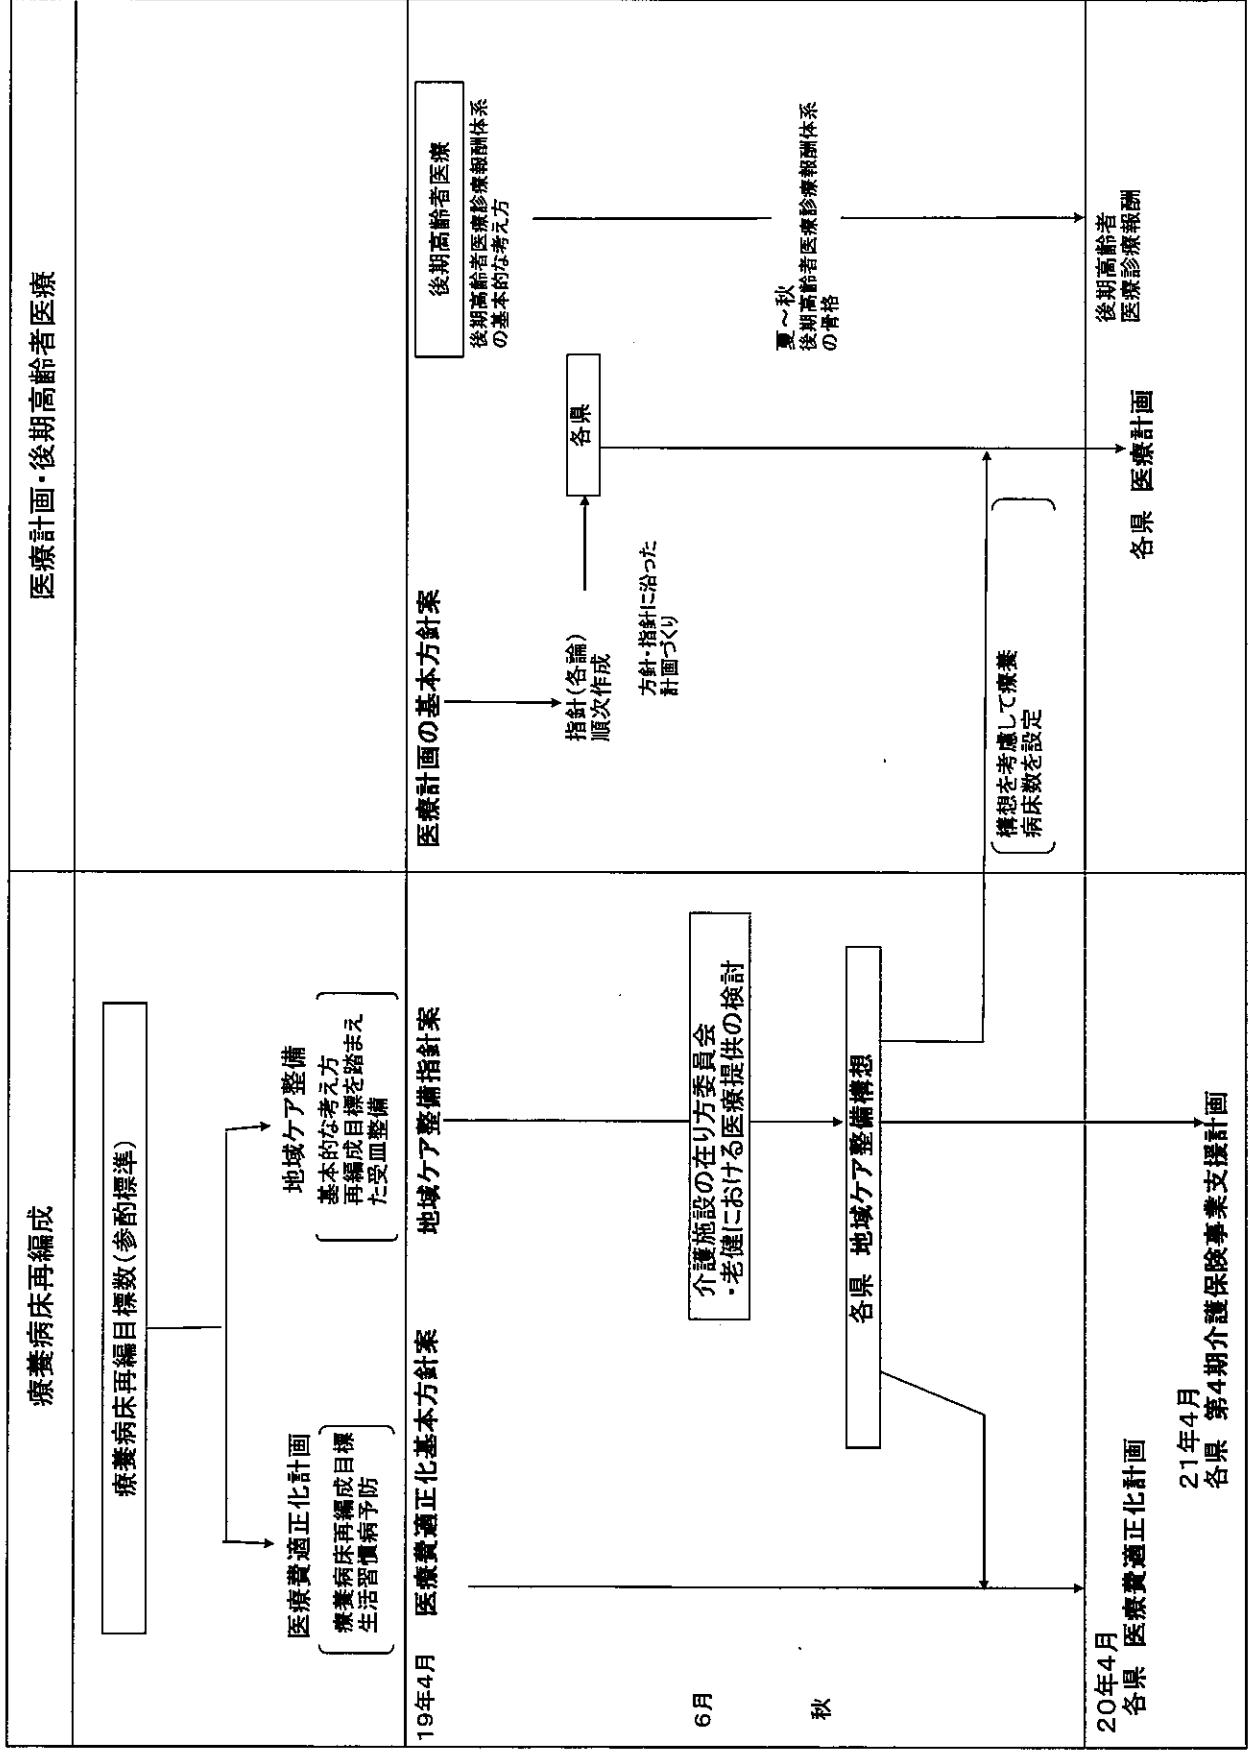 療養病床再編成
医療計画・後期高齢者医療
療養病床再編目標数(参酌標準)
医療費適正化計画
療養病床再編成目標
生活習慣病予防
地域ケア整備
基本的な考え方
再編成目標を踏まえ
た受皿整備
19年4月
医療費適正化基本方針案
地域ケア整備指針案
医療計画の基本方針案
後期高齢者医療
後期高齢者医療診療報酬体系
の基本的な考え方
指針(各論)
順次作成
各県
方針・指針に沿った
計画づくり
6月
介護施設の在り方委員会
・老健における医療提供の検討
夏~秋
後期高齢者医療診療報酬体系
の骨格
秋
各県 地域ケア整備構想
構想を考慮して療養
病床数を設定
20年4月
各県 医療費適正化計画
後期高齢者
医療診療報酬
各県 医療計画
21年4月
各県 第4期介護保険事業支援計画